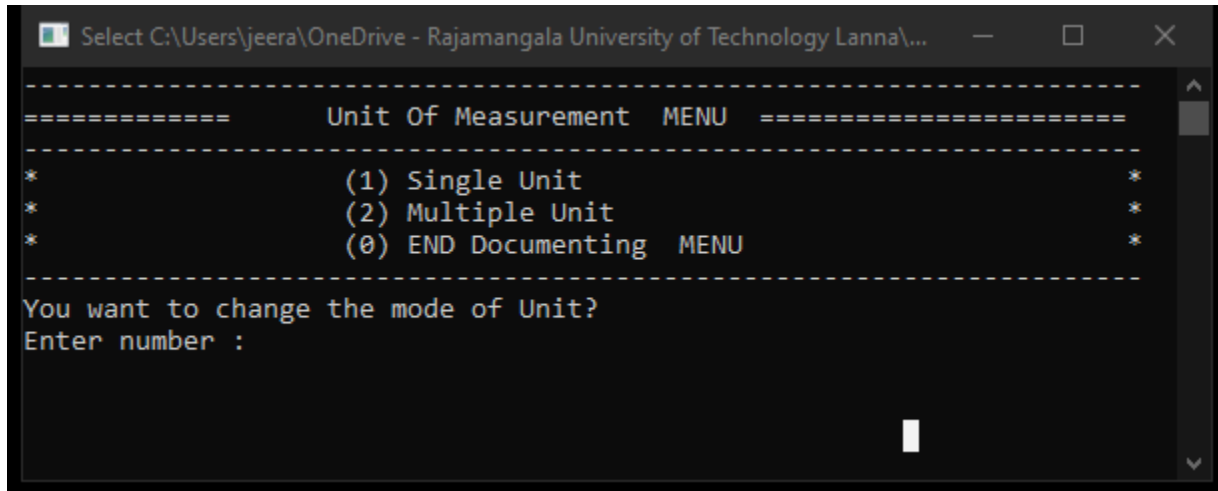 Select C:\Users\jeera\OneDrive - Rajamangala University of Technology Lanna\...
----------------------------------------------------------------------
=============      Unit Of Measurement  MENU  =======================
----------------------------------------------------------------------
*                   (1) Single Unit                                  *
*                   (2) Multiple Unit                                *
*                   (0) END Documenting  MENU                        *
----------------------------------------------------------------------
You want to change the mode of Unit?
Enter number :